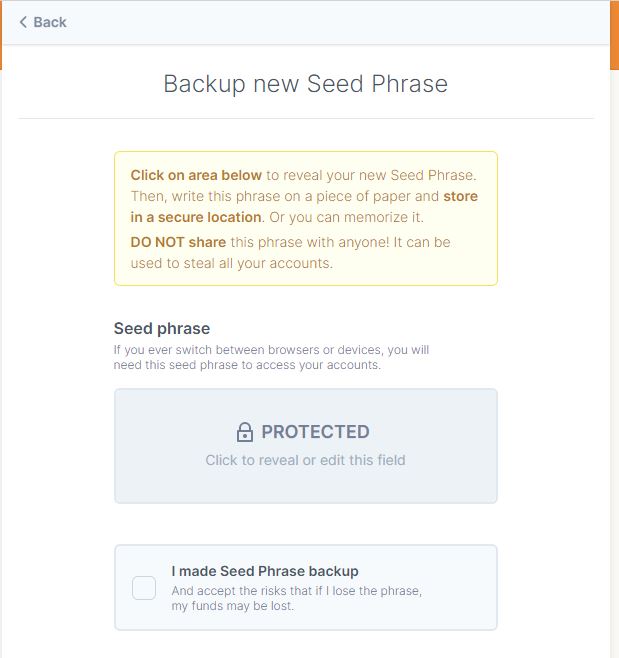 Back
Backup new Seed Phrase
Click on area below to reveal your new Seed Phrase.
Then, write this phrase on a piece of paper and store
in a secure location. Or you can memorize it.
DO NOT share this phrase with anyone! It can be
used to steal all your accounts.
Seed phrase
If you ever switch between browsers or devices, you will
need this seed phrase to access your accounts.
PROTECTED
Click to reveal or edit this field
I made Seed Phrase backup
And accept the risks that if I lose the phrase,
my funds may be lost.